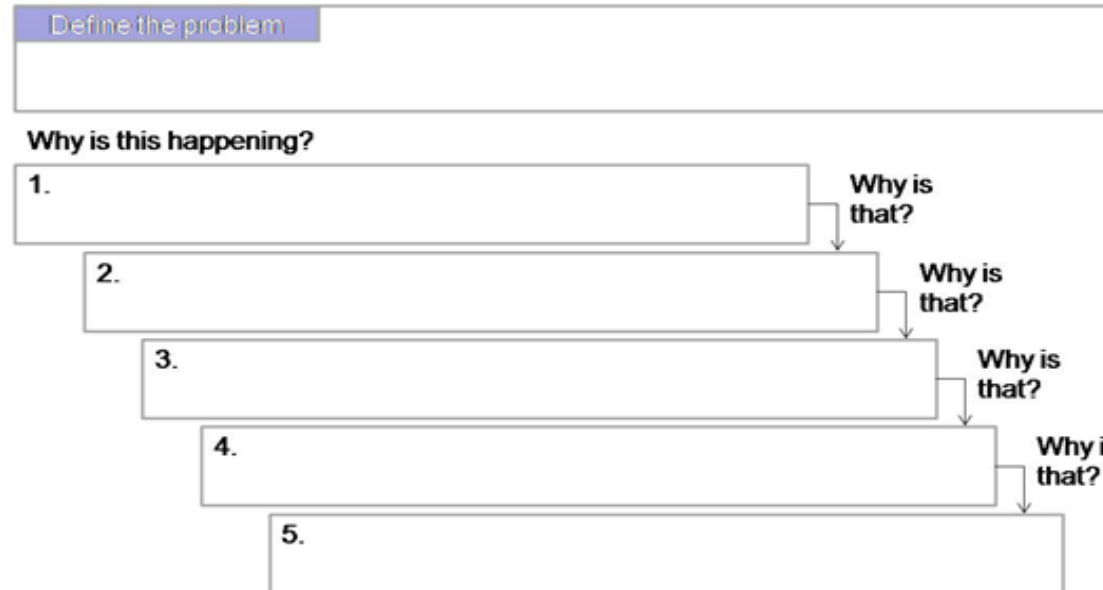 Define the problem
Why is this happening?
1.
Why is
that?
2.
Why is
that?
3.
Why is
that?
4.
Why i
that?
5.